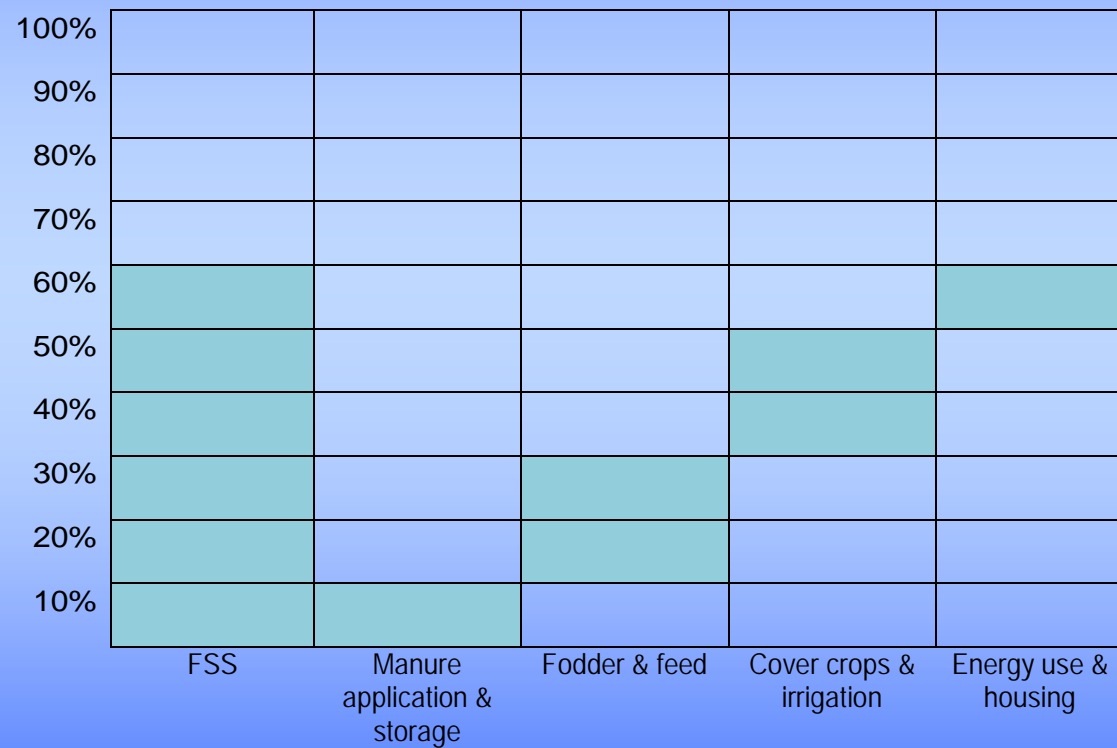 100%
90%
80%
70%
60%
50%
40%
30%
20%
10%
FSS
Manure
application &
storage
Fodder & feed
Cover crops &
irrigation
Energy use &
housing